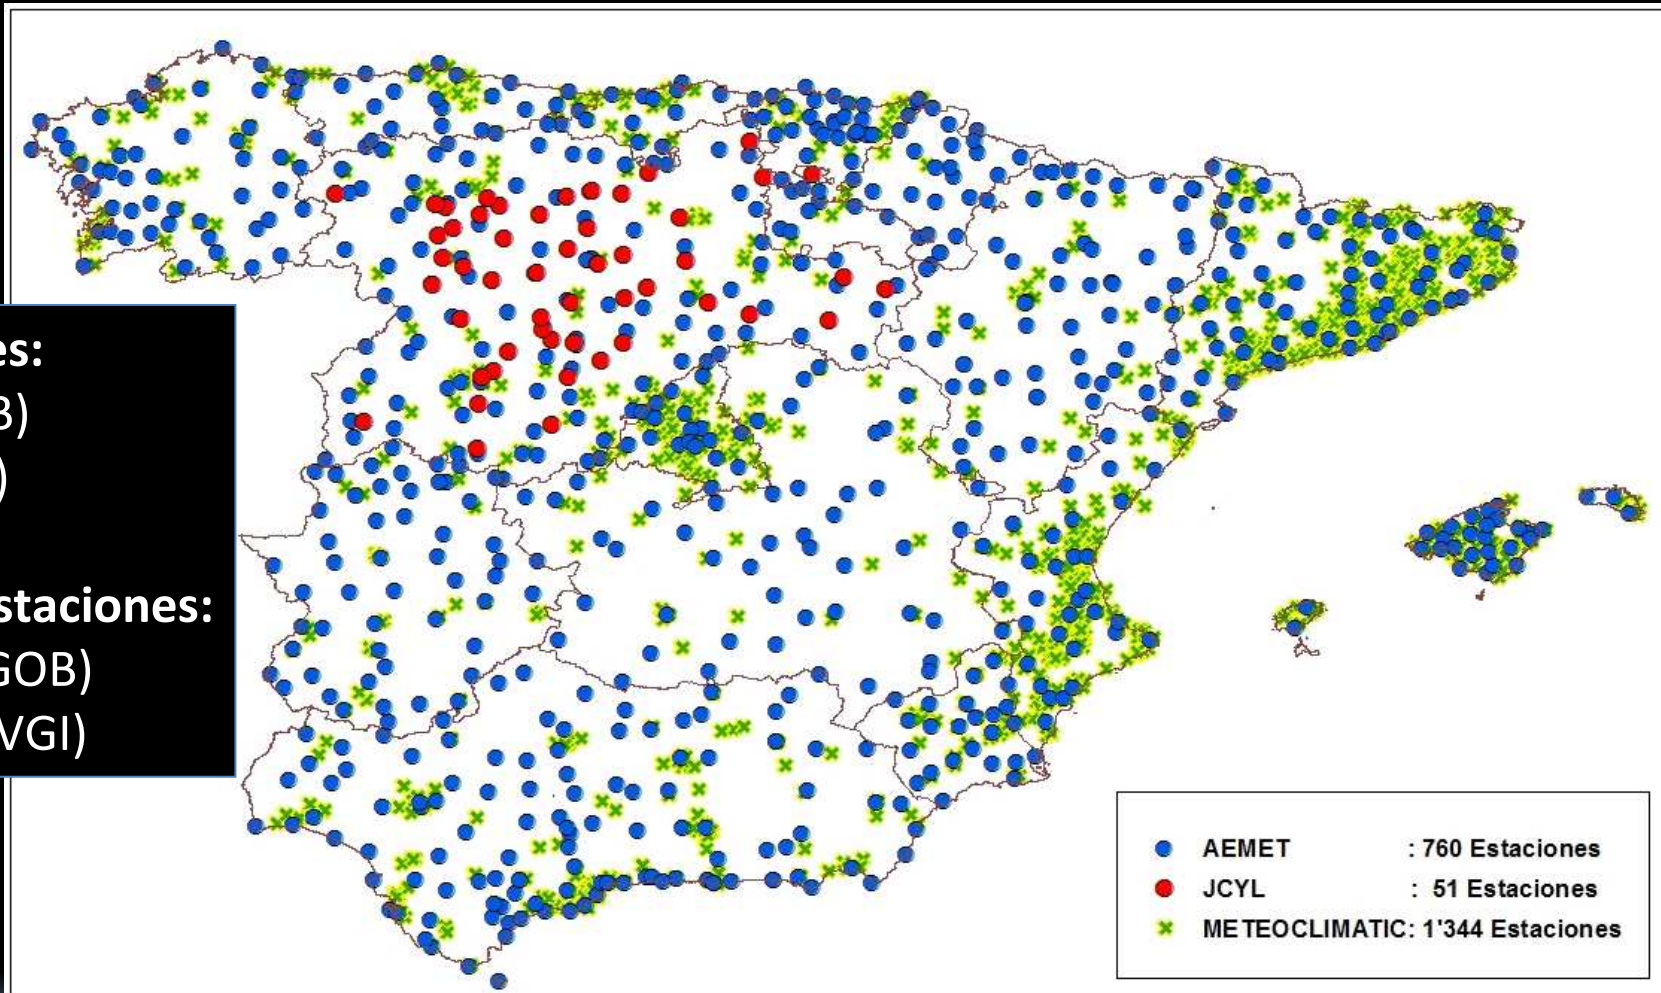 es:
B)
)
staciones:
GOB)
VGI)
AEMET : 760 Estaciones
JCYL : 51 Estaciones
METEOCLIMATIC: 1'344 Estaciones